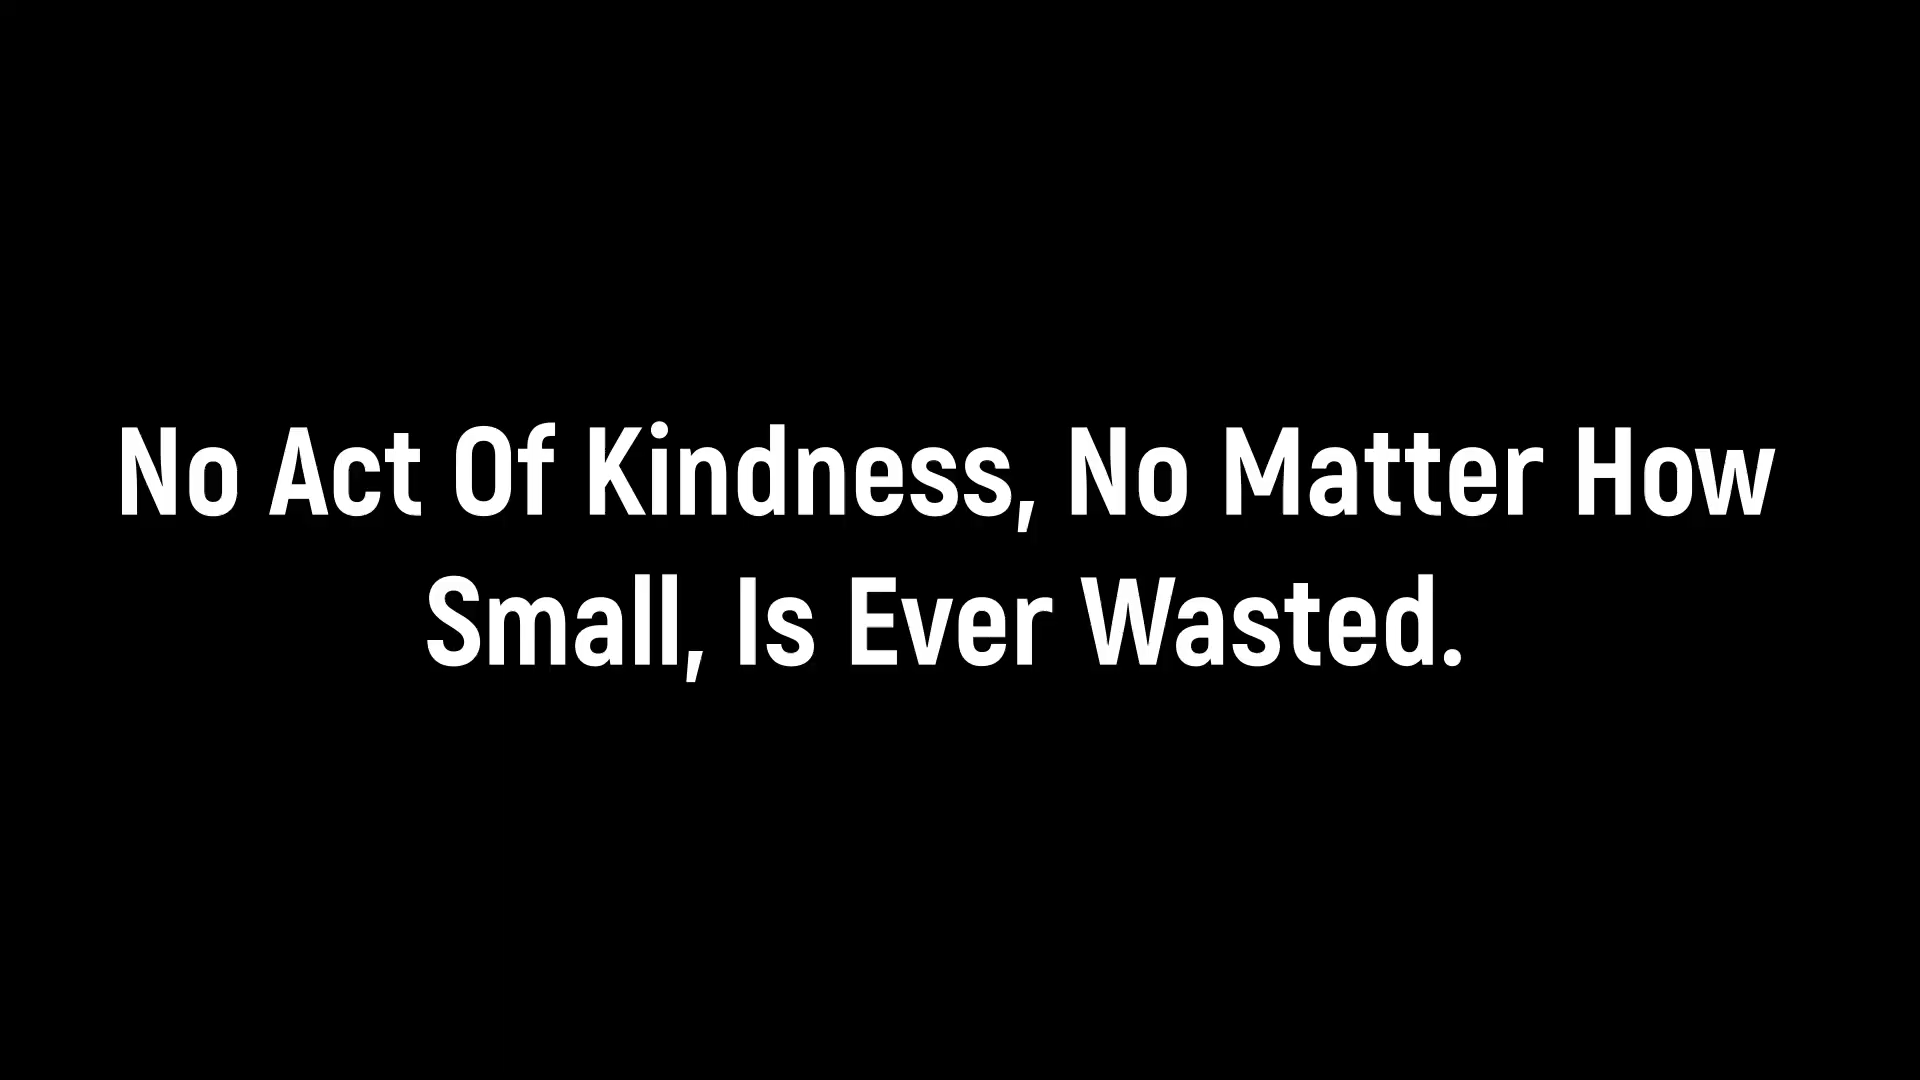 No Act Of Kindness, No Matter How
Small, Is Ever Wasted.